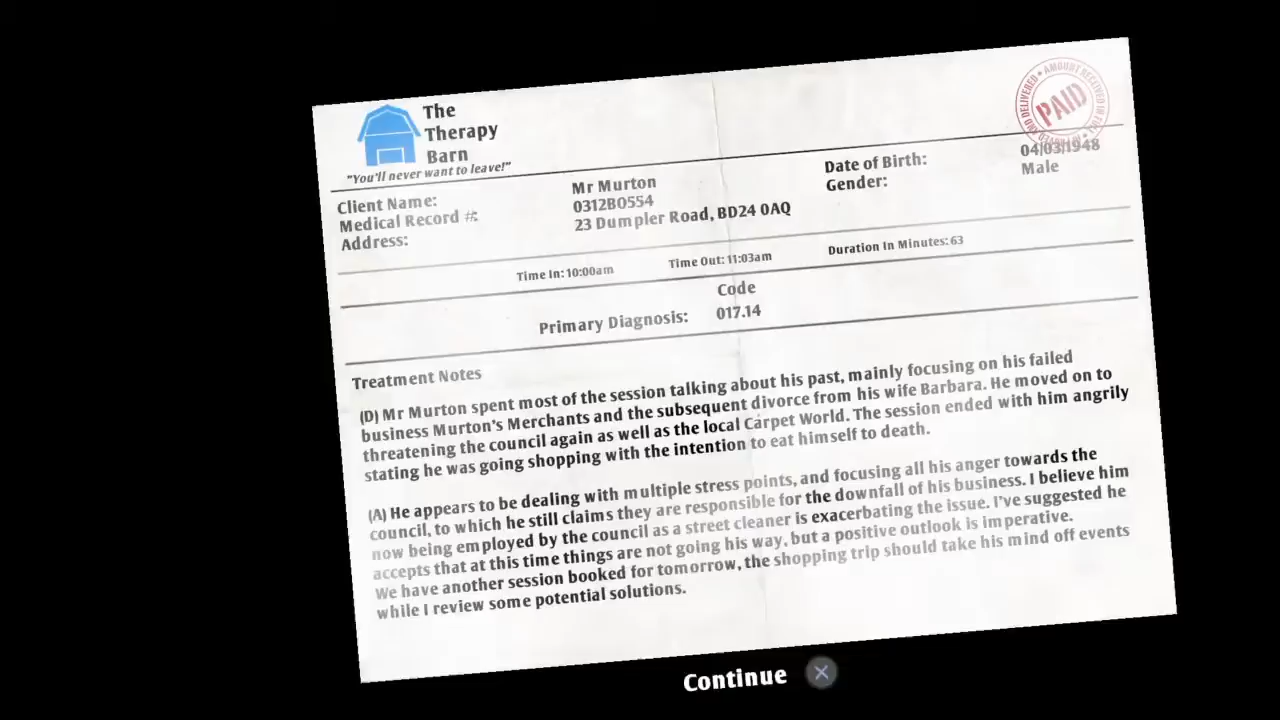 The
Therapy
Barn
"You'll never want to leave!"
AND DELIVERED • AMOUNT RECEIVED IN FULL
PAID
Client Name: Mr Murton Date of Birth: 04/03/1948
Medical Record #: 0312BO554 Gender: Male
Address: 23 Dumpler Road, BD24 0AQ
Time In: 10:00am Time Out: 11:03am Duration In Minutes: 63
Code
Primary Diagnosis: 017.14
Treatment Notes
(D) Mr Murton spent most of the session talking about his past, mainly focusing on his failed
business Murton's Merchants and the subsequent divorce from his wife Barbara. He moved on to
threatening the council again as well as the local Carpet World. The session ended with him angrily
stating he was going shopping with the intention to eat himself to death.
(A) He appears to be dealing with multiple stress points, and focusing all his anger towards the
council, to which he still claims they are responsible for the downfall of his business. I believe him
now being employed by the council as a street cleaner is exacerbating the issue. I've suggested he
accepts that at this time things are not going his way, but a positive outlook is imperative.
We have another session booked for tomorrow, the shopping trip should take his mind off events
while I review some potential solutions.
Continue